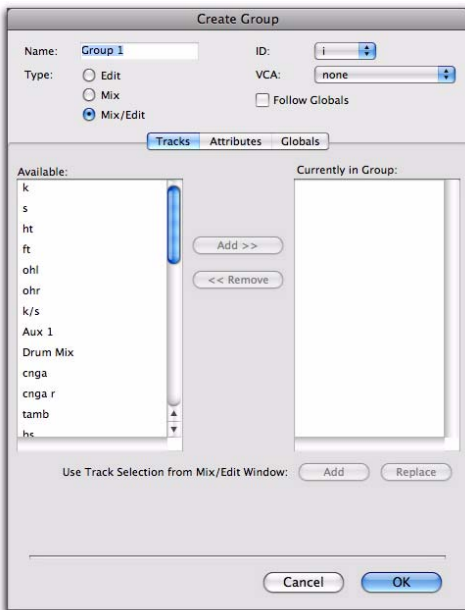 Create Group
Name: Group 1 ID: i
Type: Edit VCA: none
Mix Follow Globals
Mix/Edit
Tracks Attributes Globals
Available: Currently in Group:
k
s
ht
ft
ohl
ohr
k/s
Aux 1
Drum Mix
cnga
cnga r
tamb
bs
Add >>
<< Remove
Use Track Selection from Mix/Edit Window: Add Replace
Cancel OK